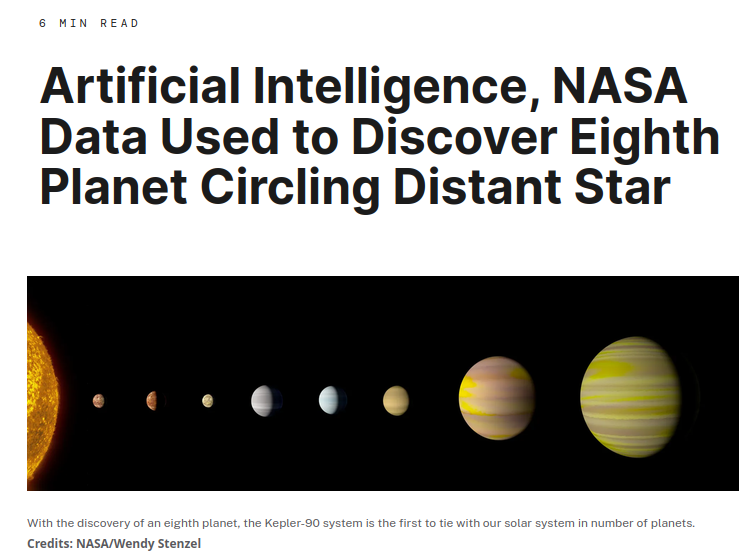 6 MIN READ
Artificial Intelligence, NASA
Data Used to Discover Eighth
Planet Circling Distant Star
With the discovery of an eighth planet, the Kepler-90 system is the first to tie with our solar system in number of planets.
Credits: NASA/Wendy Stenzel